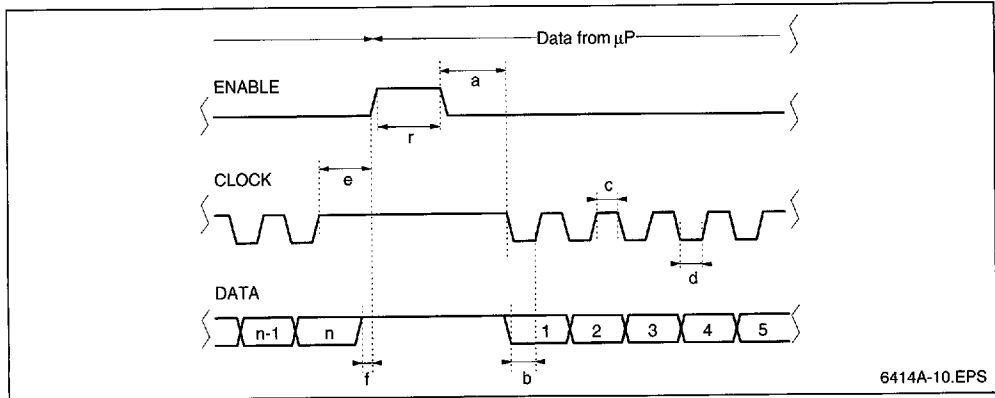 Data from μP
a
ENABLE
r
e
CLOCK
c
d
DATA
n-1 n 1 2 3 4 5
f b
6414A-10.EPS